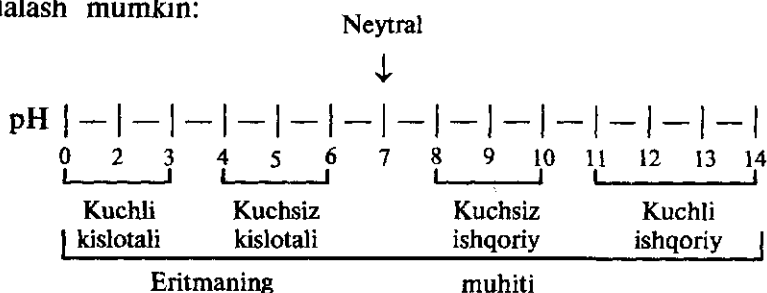 mumkin:
Neytral
↓
pH | — | — | — | — | — | — | — | — | — | — | — | — | — |
0 2 3 4 5 6 7 8 9 10 11 12 13 14
Kuchli Kuchsiz Kuchsiz Kuchli
kislotali kislotali ishqoriy ishqoriy
Eritmaning muhiti